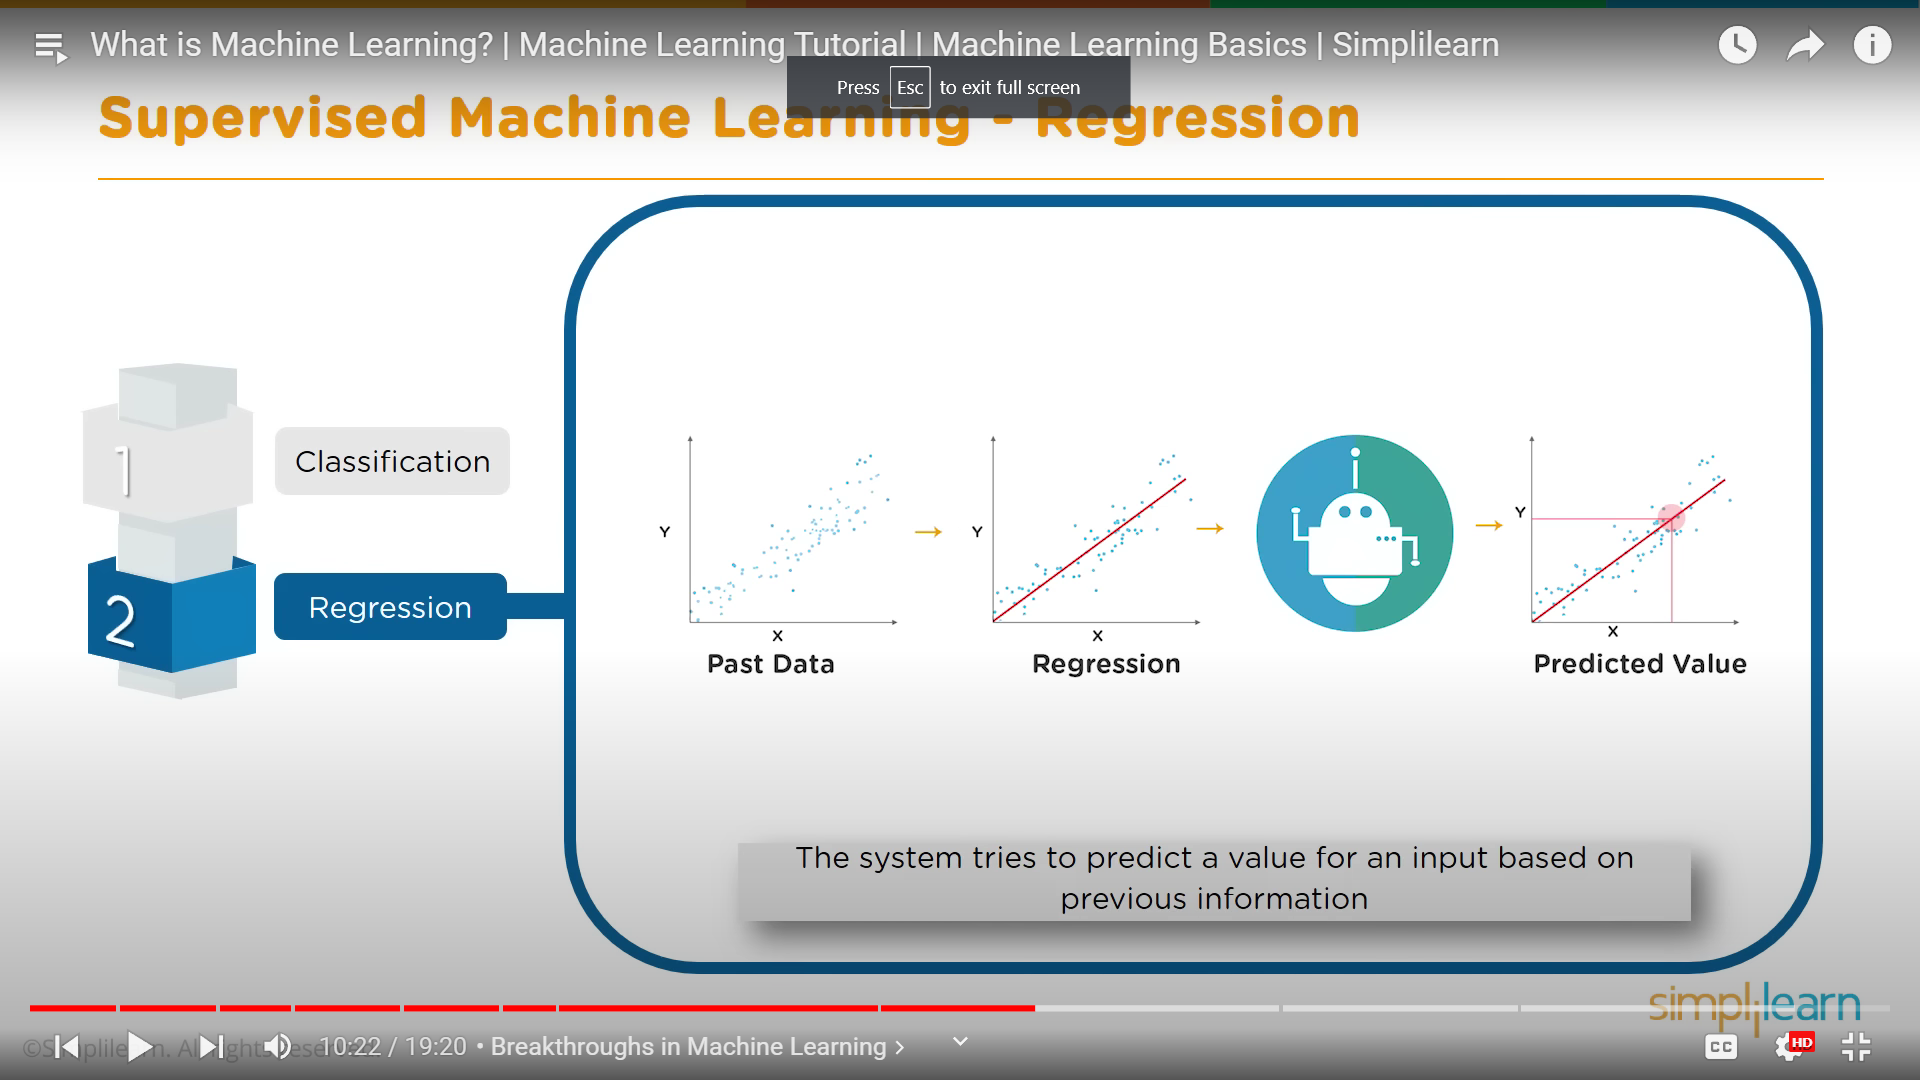 What is Machine Learning? | Machine Learning Tutorial | Machine Learning Basics | Simplilearn
Press Esc to exit full screen
Supervised Machine Learning - Regression
1
Classification
2
Regression
Y
X
Past Data
Y
X
Regression
Y
X
Predicted Value
The system tries to predict a value for an input based on
previous information
simplilearn
©Simplilearn. All rights reserved.
10:22 / 19:20 • Breakthroughs in Machine Learning
CC
HD